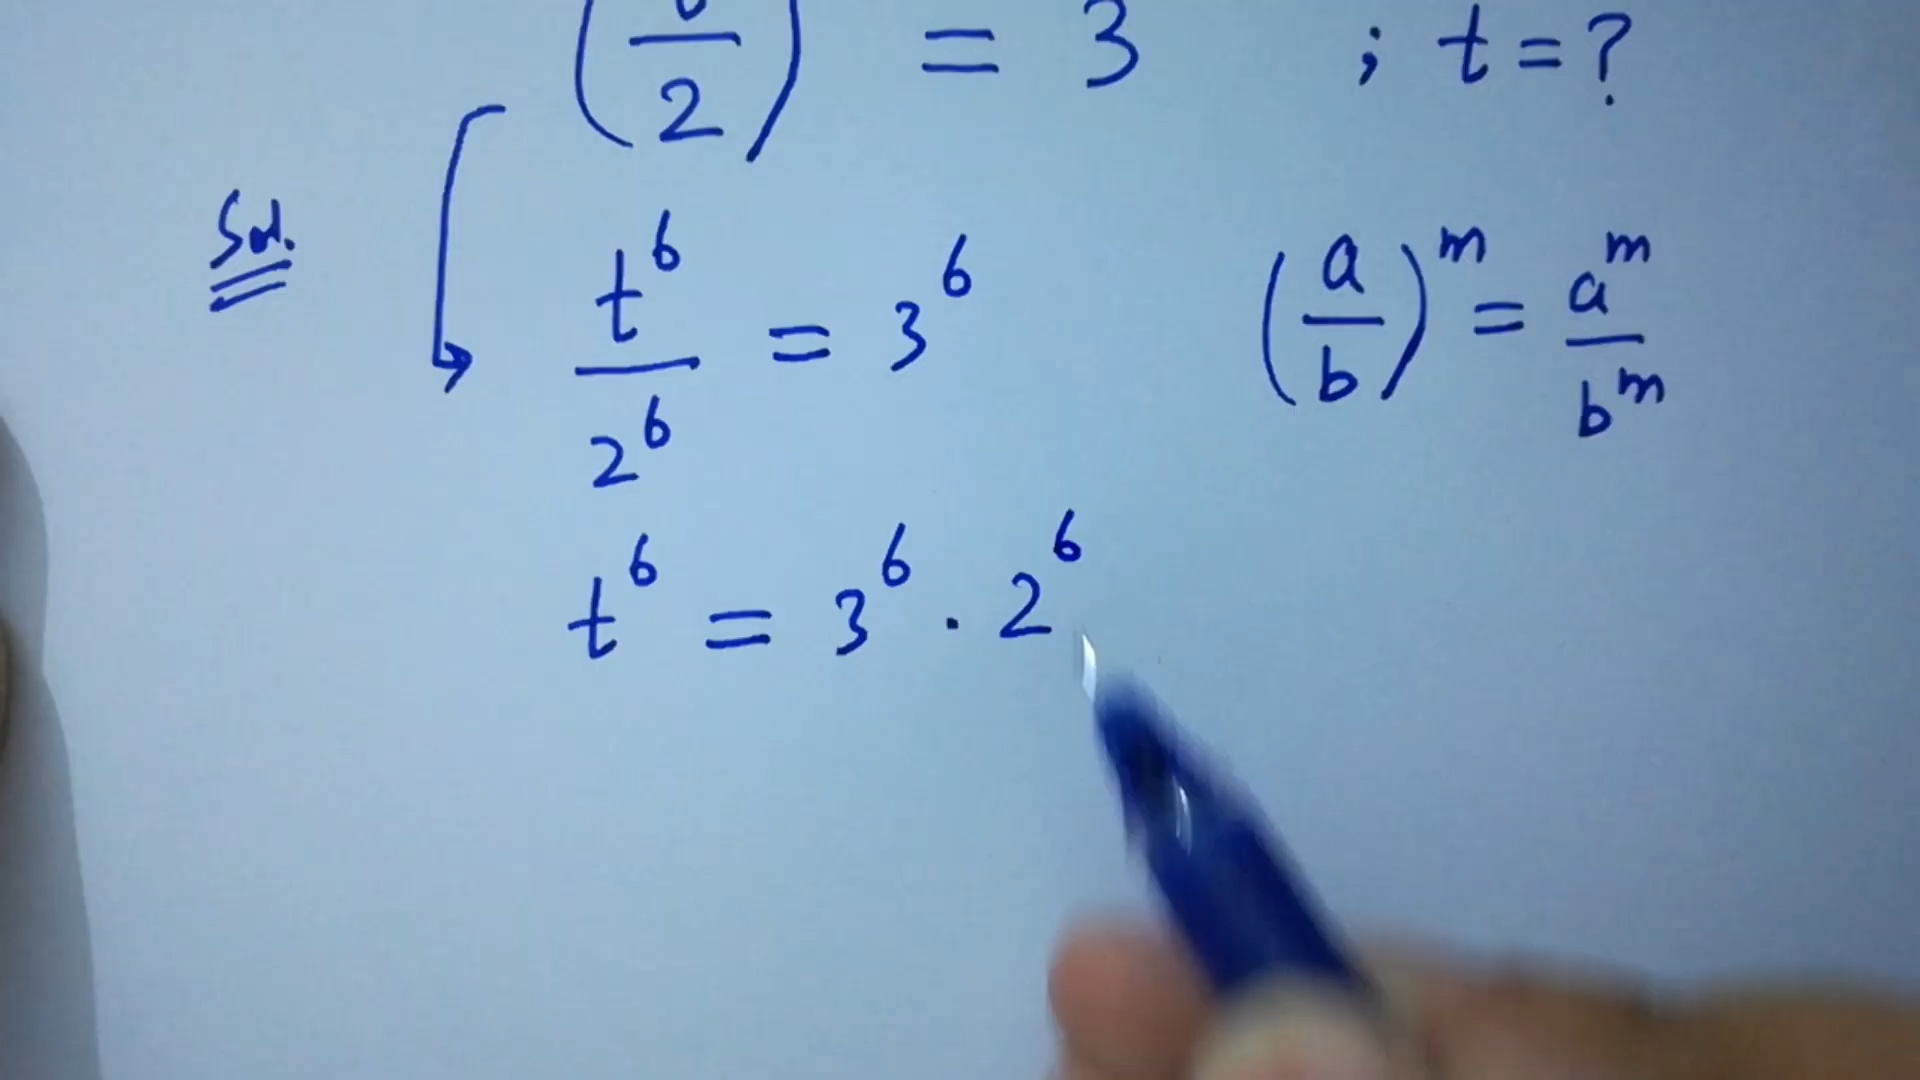 (  / 2 ) = 3 ; t = ?
Sol. t^6 / 2^6 = 3^6 (a/b)^m = a^m / b^m
t^6 = 3^6 · 2^6